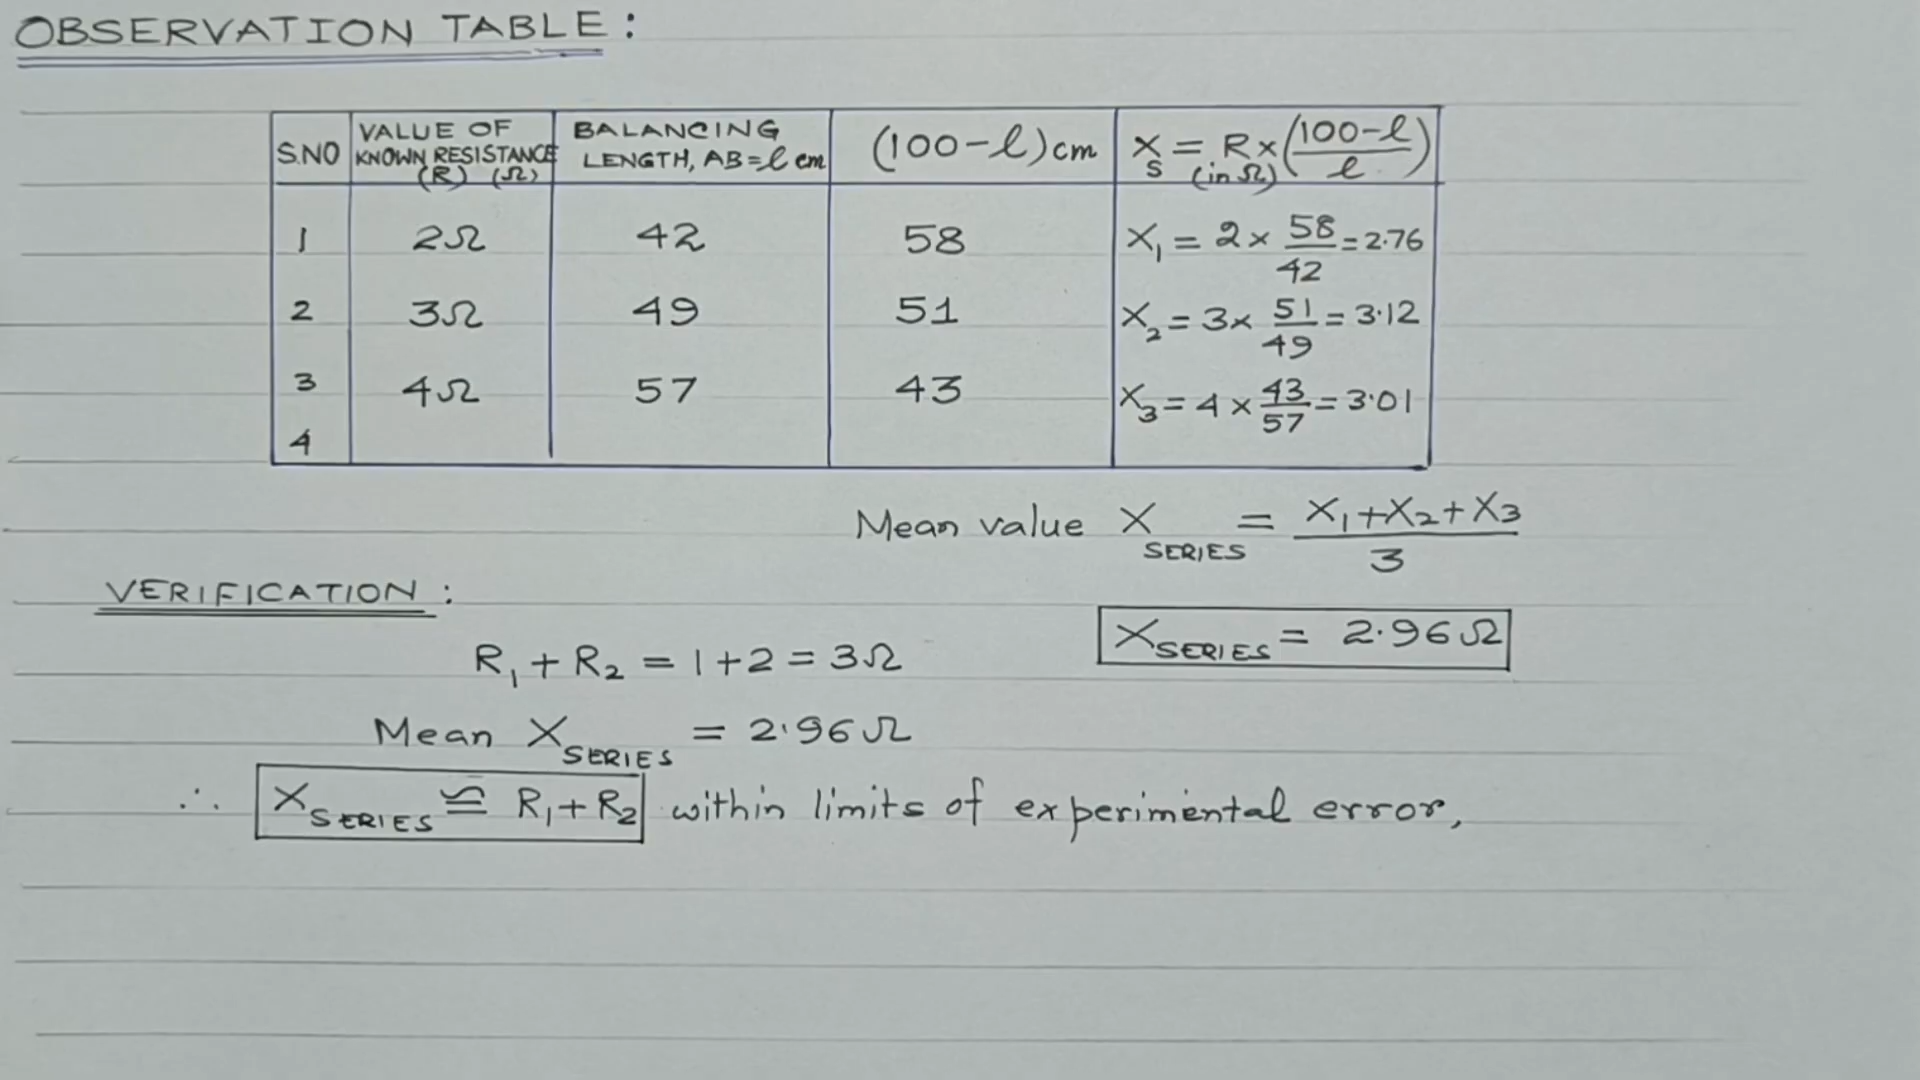 OBSERVATION TABLE :
S.NO | VALUE OF KNOWN RESISTANCE (R) (Ω) | BALANCING LENGTH, AB = l cm | (100-l) cm | X_S = R × (100-l / l) (in Ω)
1 | 2Ω | 42 | 58 | X₁ = 2 × 58/42 = 2.76
2 | 3Ω | 49 | 51 | X₂ = 3 × 51/49 = 3.12
3 | 4Ω | 57 | 43 | X₃ = 4 × 43/57 = 3.01
4
Mean value X SERIES = X₁+X₂+X₃ / 3
VERIFICATION :
X SERIES = 2.96 Ω
R₁ + R₂ = 1+2 = 3Ω
Mean X SERIES = 2.96 Ω
∴ X SERIES ≌ R₁+R₂ within limits of experimental error,